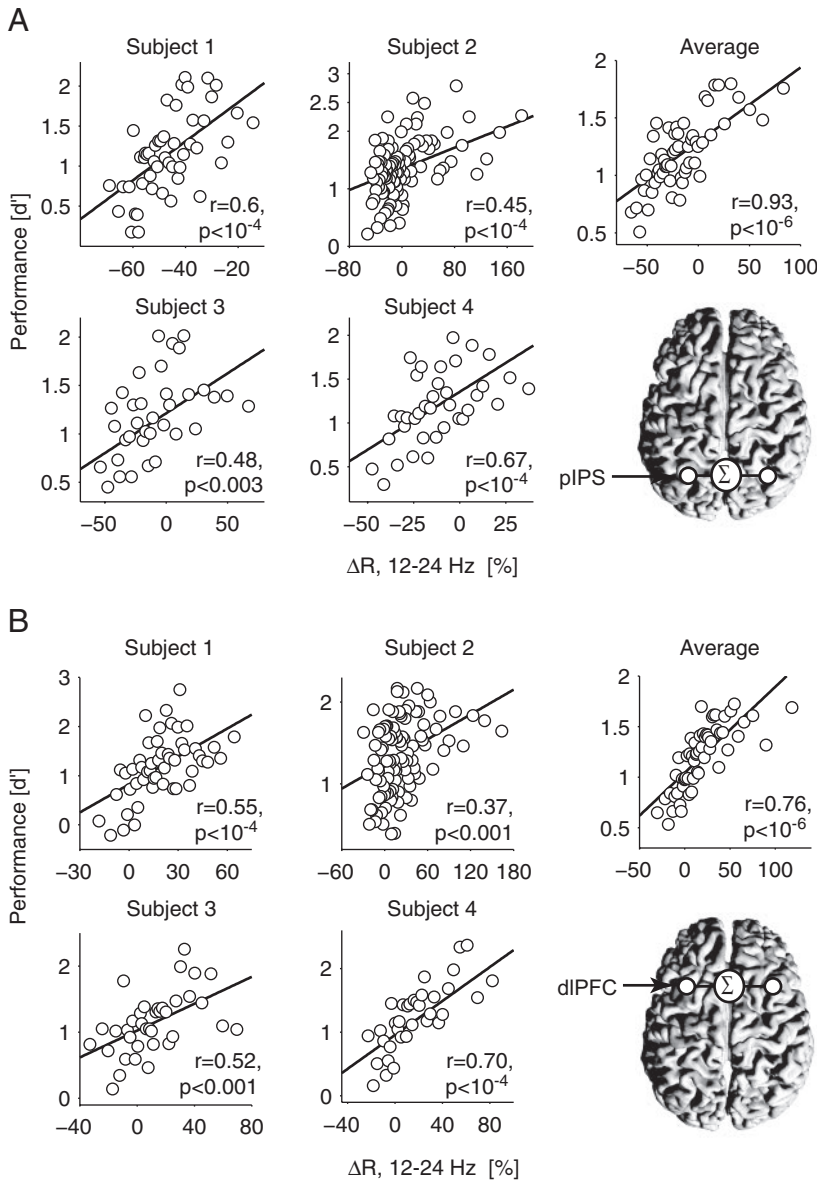 A
Subject 1
Subject 2
Average
2
1.5
1
0.5
−60
−40
−20
r=0.6,
p<10-4
3
2.5
2
1.5
1
0
−80
0
80
160
r=0.45,
p<10-4
2
1.5
1
0.5
−50
0
50
100
r=0.93,
p<10-6
Performance [d']
Subject 3
Subject 4
2
1.5
1
0.5
−50
0
50
r=0.48,
p<0.003
2
1.5
1
0.5
−50
−25
0
25
r=0.67,
p<10-4
pIPS
Σ
ΔR, 12-24 Hz [%]
B
Subject 1
Subject 2
Average
3
2
1
0
−30
0
30
60
r=0.55,
p<10-4
2
1
−60
0
60
120
180
r=0.37,
p<0.001
2
1.5
1
0.5
−50
0
50
100
r=0.76,
p<10-6
Performance [d']
Subject 3
Subject 4
2
1
0
−40
0
40
80
r=0.52,
p<0.001
2
1
0
−40
0
40
80
r=0.70,
p<10-4
dlPFC
Σ
ΔR, 12-24 Hz [%]